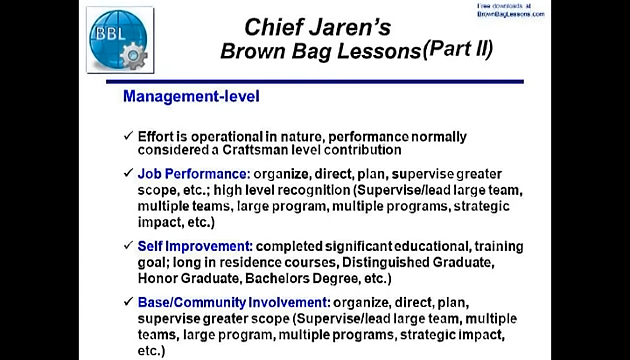 Free downloads at
BrownBagLessons.com
BBL
Chief Jaren's
Brown Bag Lessons (Part II)
Management-level
✓ Effort is operational in nature, performance normally
considered a Craftsman level contribution
✓ Job Performance: organize, direct, plan, supervise greater
scope, etc.; high level recognition (Supervise/lead large team,
multiple teams, large program, multiple programs, strategic
impact, etc.)
✓ Self Improvement: completed significant educational, training
goal; long in residence courses, Distinguished Graduate,
Honor Graduate, Bachelors Degree, etc.)
✓ Base/Community Involvement: organize, direct, plan,
supervise greater scope (Supervise/lead large team, multiple
teams, large program, multiple programs, strategic impact,
etc.)